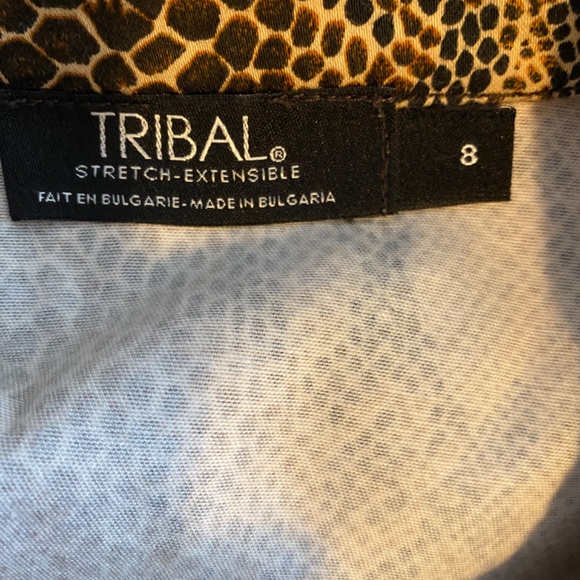 TRIBAL®
STRETCH-EXTENSIBLE
FAIT EN BULGARIE-MADE IN BULGARIA
8